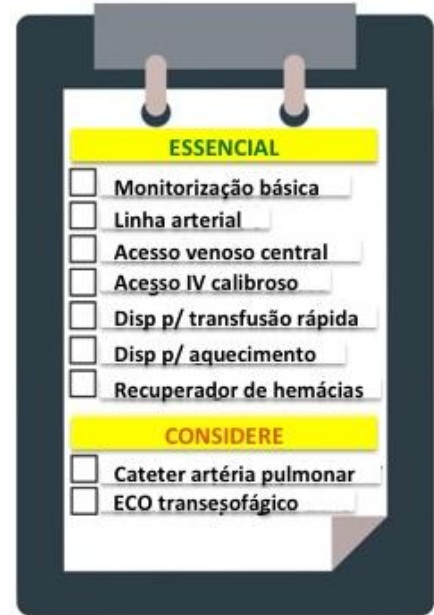 ESSENCIAL
Monitorização básica
Linha arterial
Acesso venoso central
Acesso IV calibroso
Disp p/ transfusão rápida
Disp p/ aquecimento
Recuperador de hemácias
CONSIDERE
Cateter artéria pulmonar
ECO transesofágico